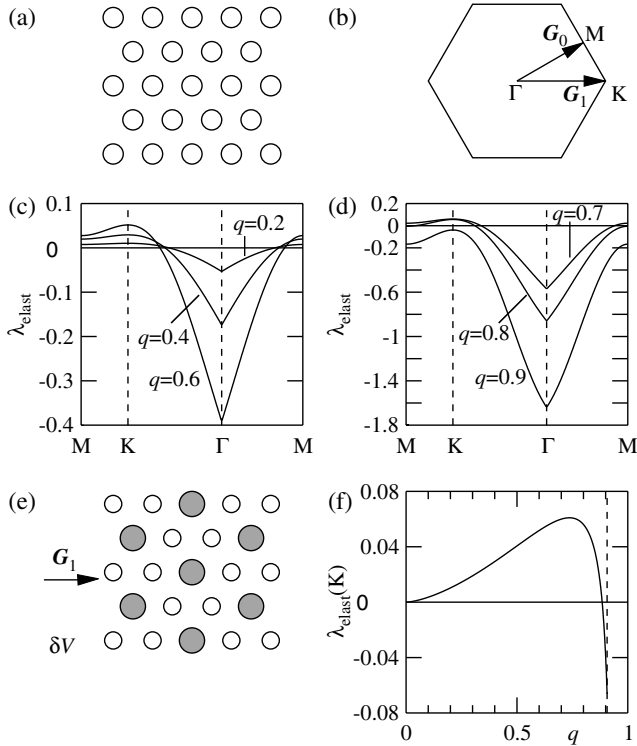 (a)
(b)
G0
M
Γ
G1
K
(c)
λelast
0.1
0
-0.1
-0.2
-0.3
-0.4
q=0.2
q=0.4
q=0.6
M
K
Γ
M
(d)
λelast
0.2
0
-0.2
-0.6
-1
-1.4
-1.8
q=0.7
q=0.8
q=0.9
M
K
Γ
M
(e)
G1
δV
(f)
λelast(K)
0.08
0.04
0
-0.04
-0.08
0
0.5
q
1